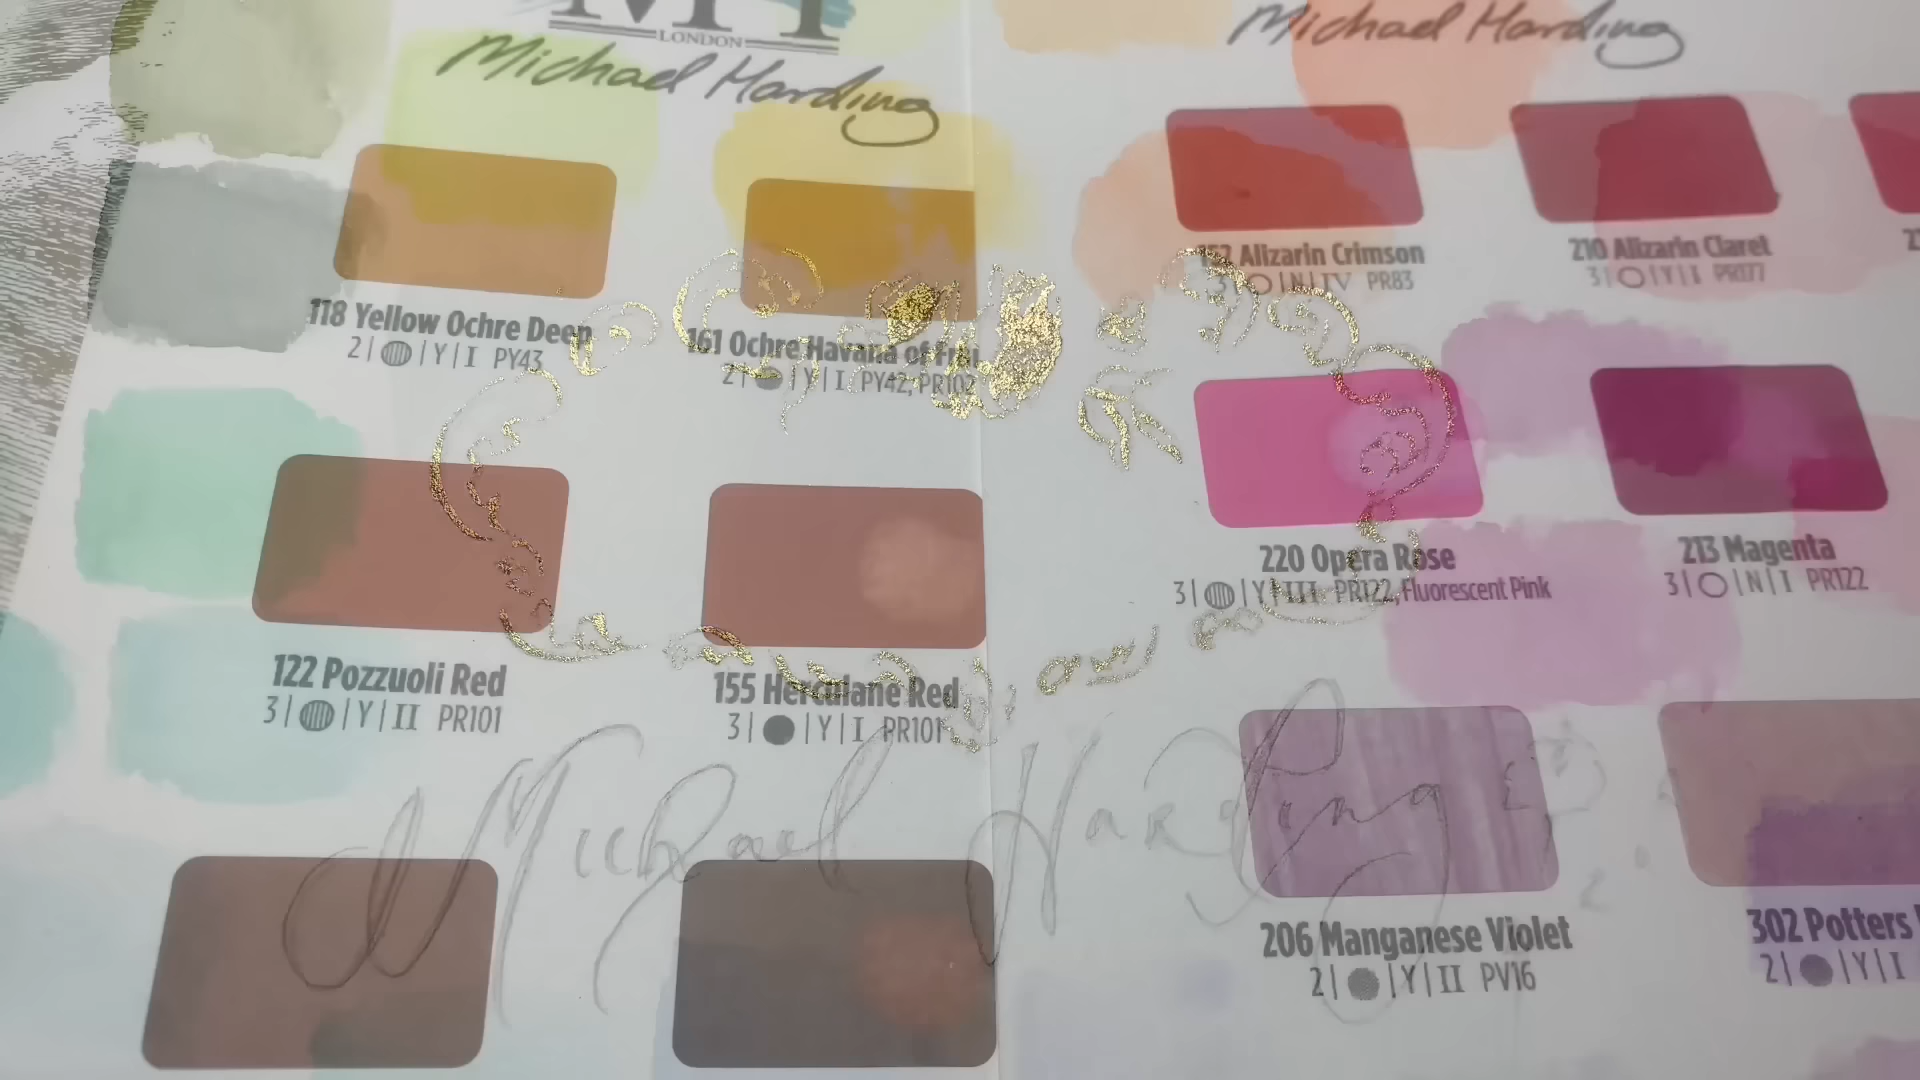 LONDON
Michael Harding
Michael Harding
152 Alizarin Crimson
3|○|N|IV PR83
210 Alizarin Claret
3|○|Y|I PR177
118 Yellow Ochre Deep
2|◍|Y|I PY43
161 Ochre Havana of
2|●|Y|I PY42, PR102
220 Opera Rose
3|◍|Y|III PR122, Fluorescent Pink
213 Magenta
3|○|N|I PR122
122 Pozzuoli Red
3|◍|Y|II PR101
155 Herculane Red
3|●|Y|I PR101
Michael Harding
206 Manganese Violet
2|●|Y|II PV16
302 Potters
2|●|Y|I